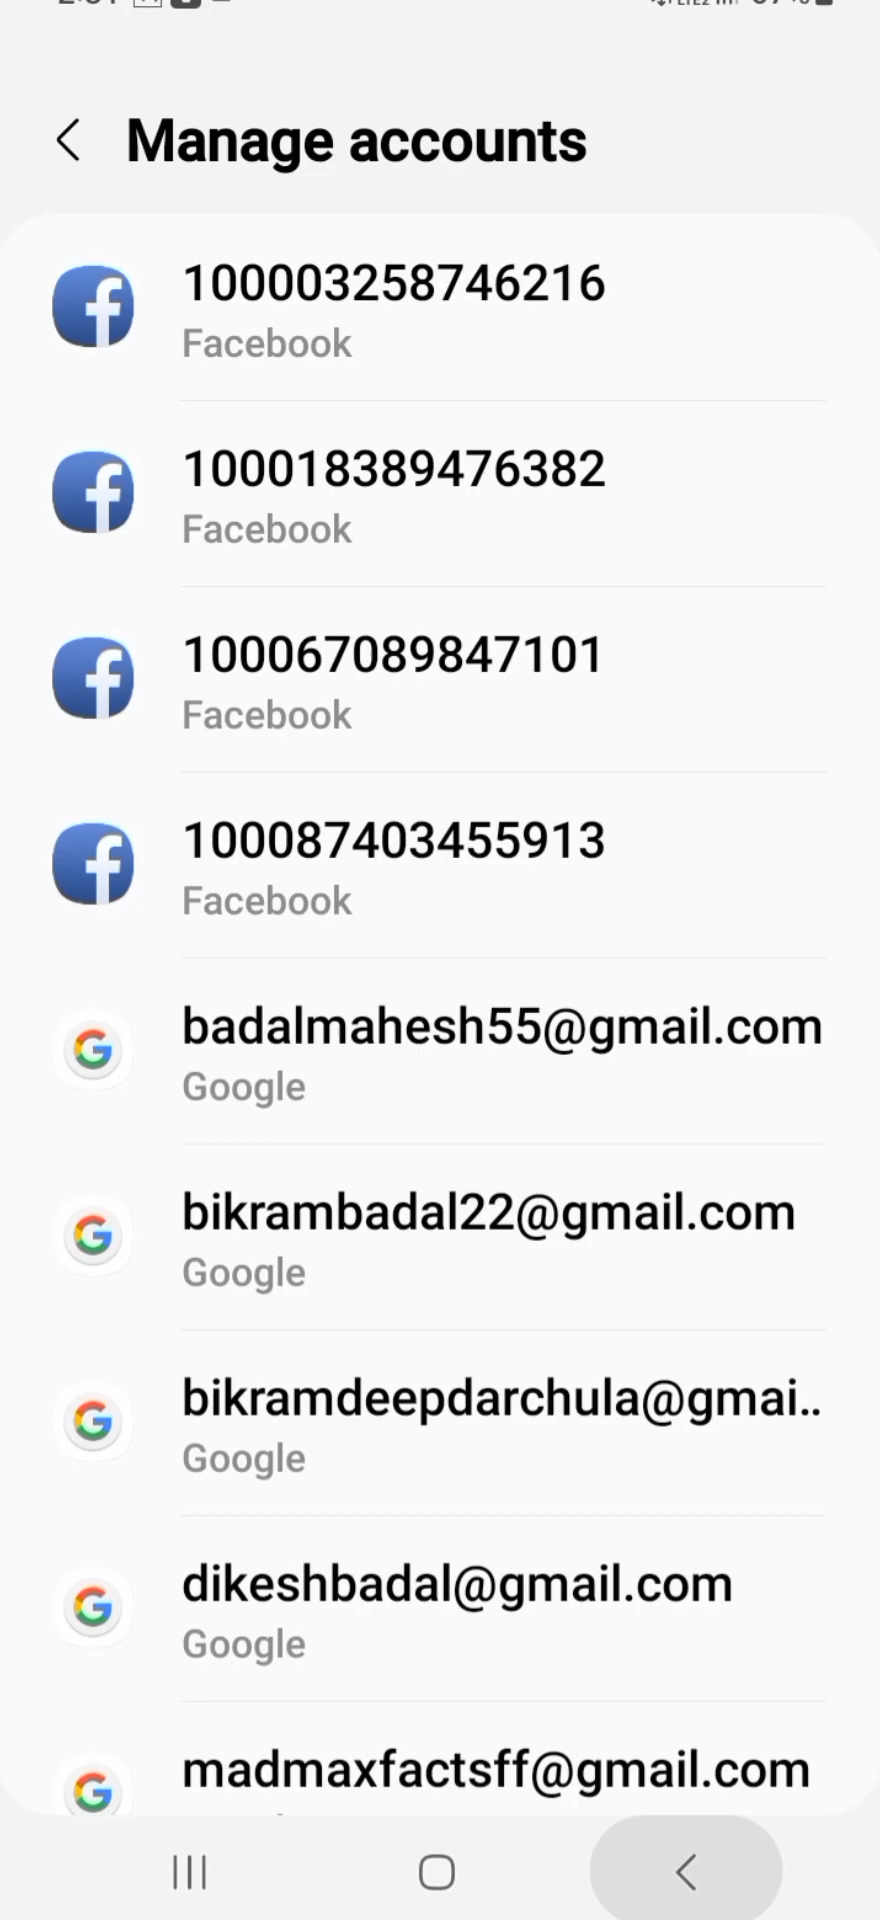 Manage accounts
100003258746216
Facebook
100018389476382
Facebook
100067089847101
Facebook
100087403455913
Facebook
badalmahesh55@gmail.com
Google
bikrambadal22@gmail.com
Google
bikramdeepdarchula@gmai..
Google
dikeshbadal@gmail.com
Google
madmaxfactsff@gmail.com